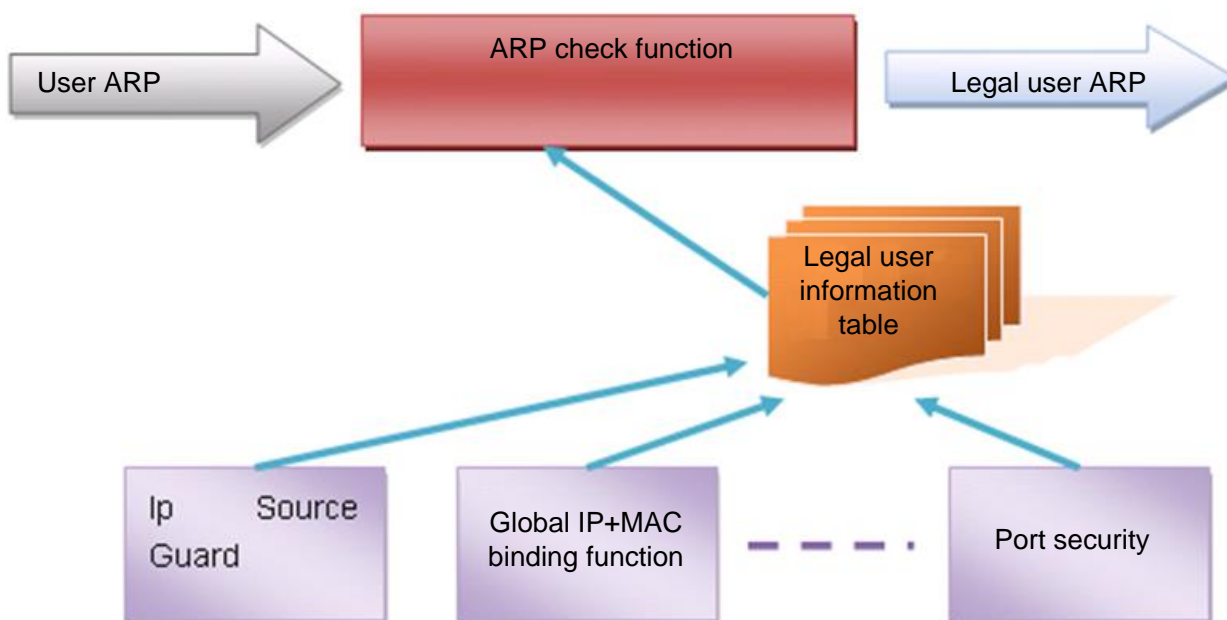 ARP check function
User ARP
Legal user ARP
Legal user
information
table
Ip Source
Guard
Global IP+MAC
binding function
Port security